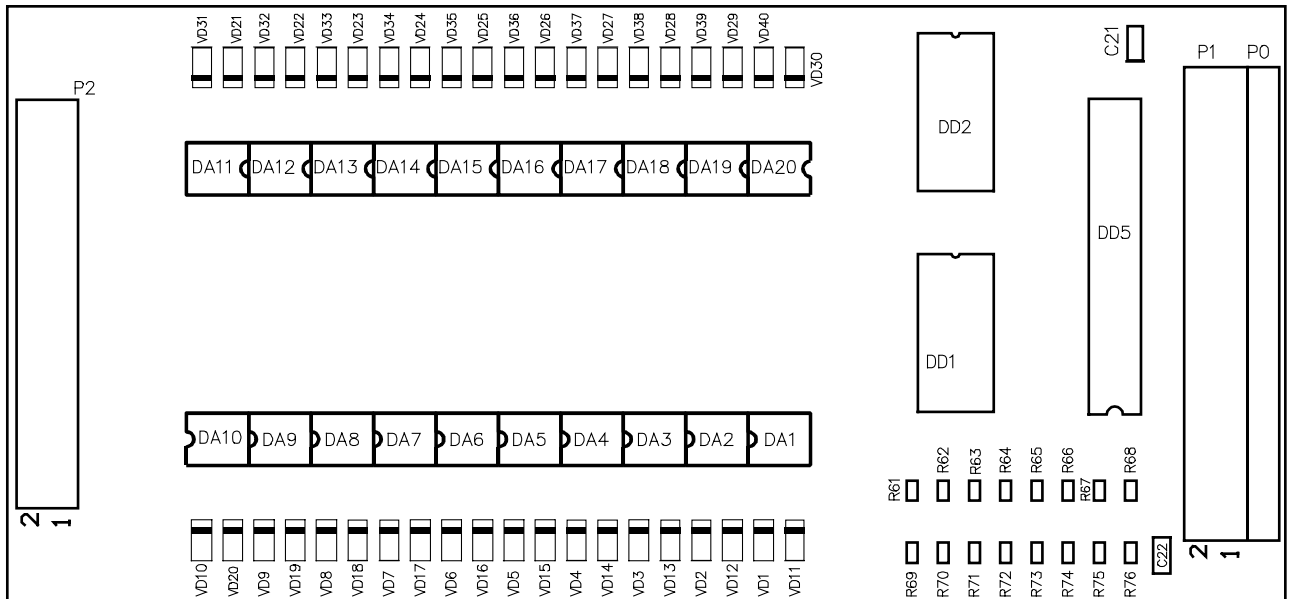 VD31 VD21 VD32 VD22 VD33 VD23 VD34 VD24 VD35 VD25 VD36 VD26 VD37 VD27 VD38 VD28 VD39 VD29 VD40 VD30
C21
P2
P1 P0
DD2
DA11 DA12 DA13 DA14 DA15 DA16 DA17 DA18 DA19 DA20
DD5
DD1
DA10 DA9 DA8 DA7 DA6 DA5 DA4 DA3 DA2 DA1
R61 R62 R63 R64 R65 R66 R67 R68
2 1
2 1
C22
VD10 VD20 VD9 VD19 VD8 VD18 VD7 VD17 VD6 VD16 VD5 VD15 VD4 VD14 VD3 VD13 VD2 VD12 VD1 VD11
R69 R70 R71 R72 R73 R74 R75 R76